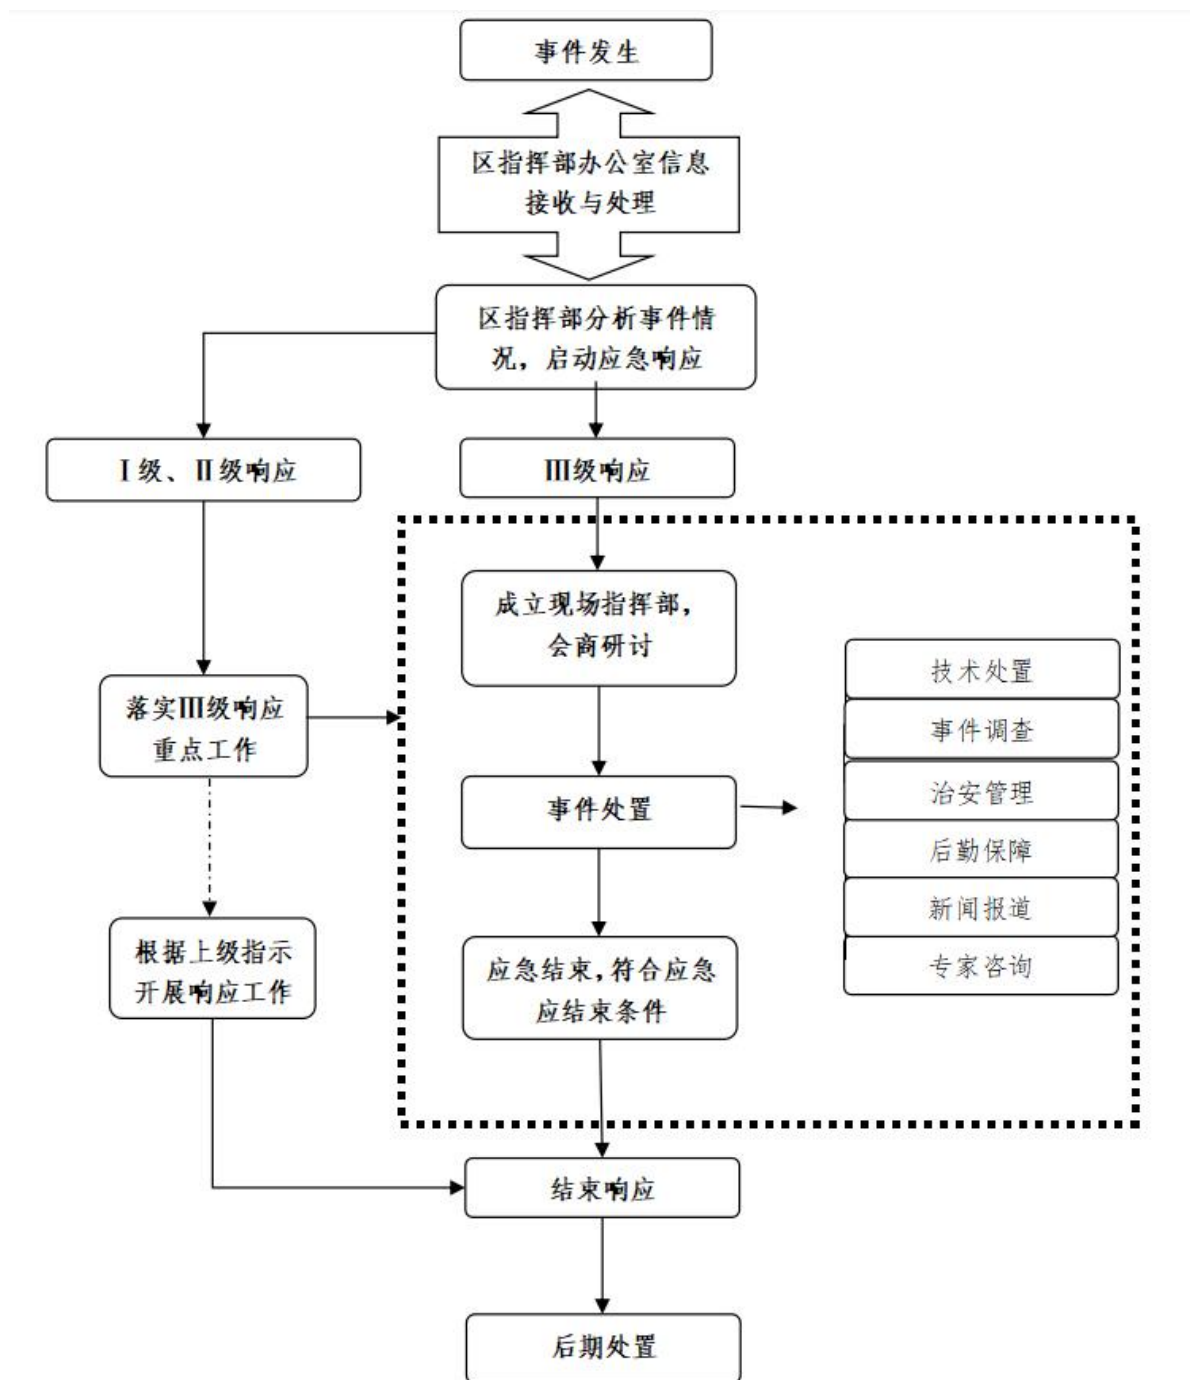 事件发生
区指挥部办公室信息
接收与处理
区指挥部分析事件情
况，启动应急响应
Ⅰ级、Ⅱ级响应
Ⅲ级响应
成立现场指挥部，
会商研讨
落实Ⅲ级响应
重点工作
事件处置
技术处置
事件调查
治安管理
后勤保障
新闻报道
专家咨询
根据上级指示
开展响应工作
应急结束，符合应急
应结束条件
结束响应
后期处置